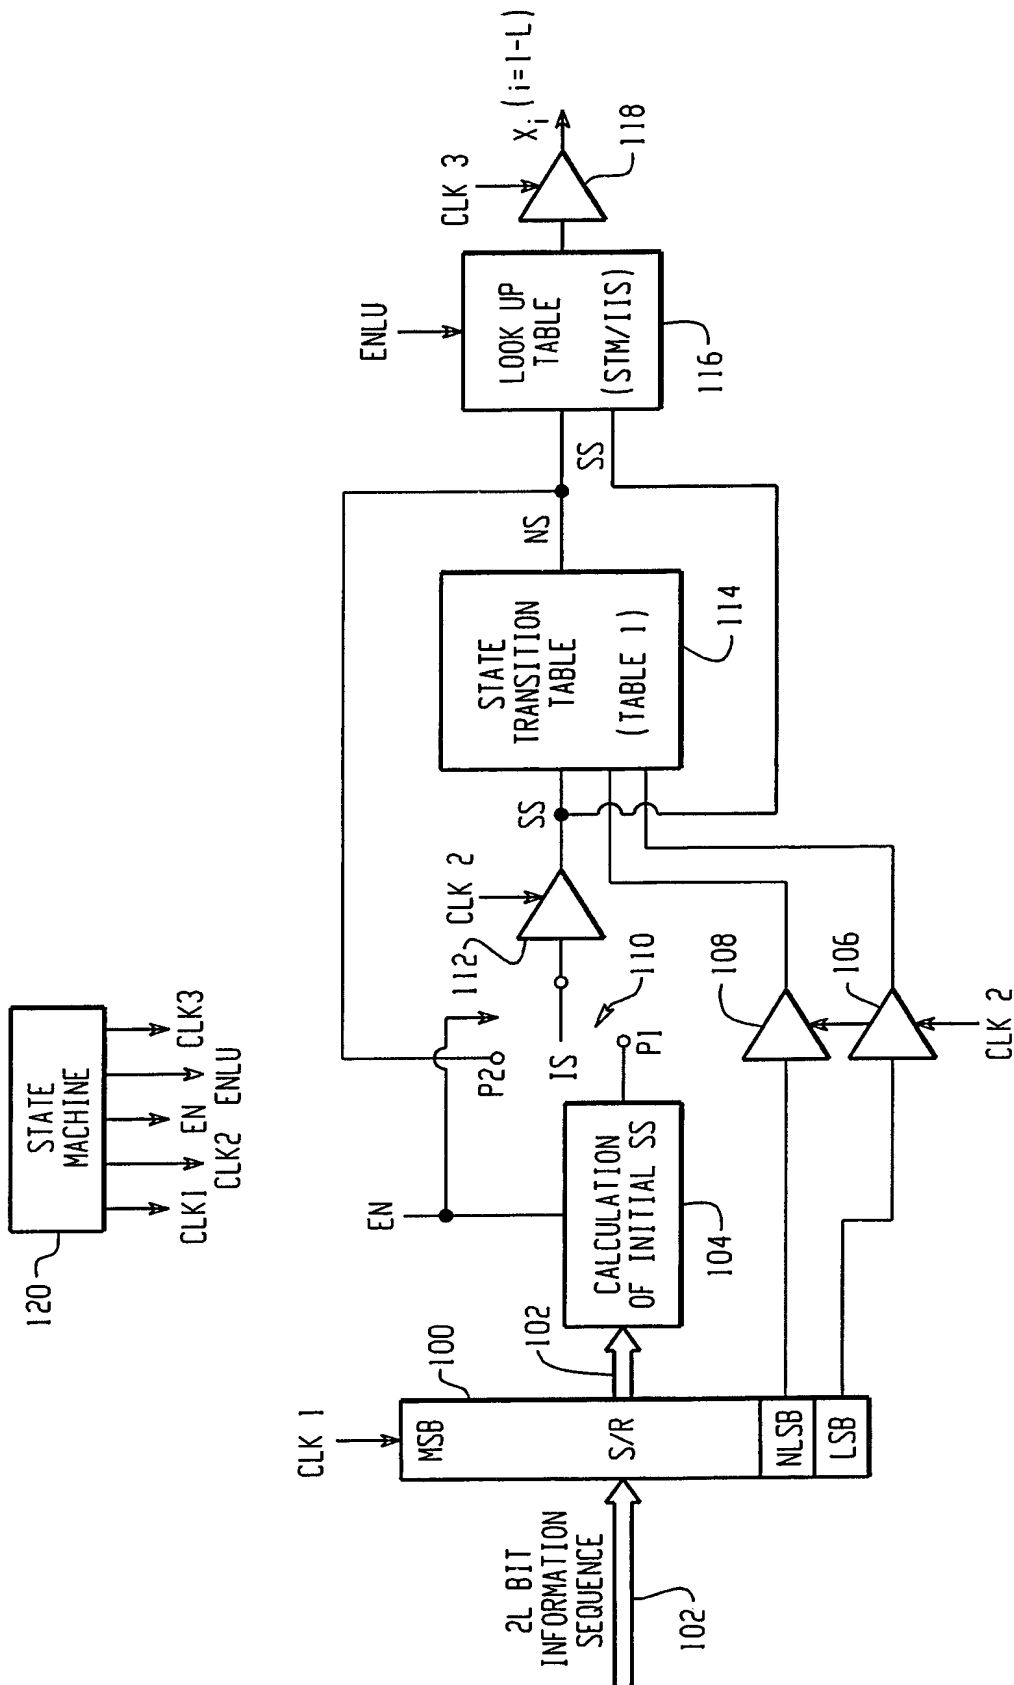 STATE
MACHINE
120
CLK1
CLK2
EN
ENLU
CLK3
2L BIT
INFORMATION
SEQUENCE
102
CLK 1
MSB
S/R
NLSB
LSB
100
102
EN
CALCULATION
OF INITIAL SS
104
P2
P1
IS
110
112
CLK 2
108
106
CLK 2
SS
STATE
TRANSITION
TABLE
(TABLE 1)
114
NS
SS
ENLU
LOOK UP
TABLE
(STM/IIS)
116
CLK 3
118
Xi (i=1-L)